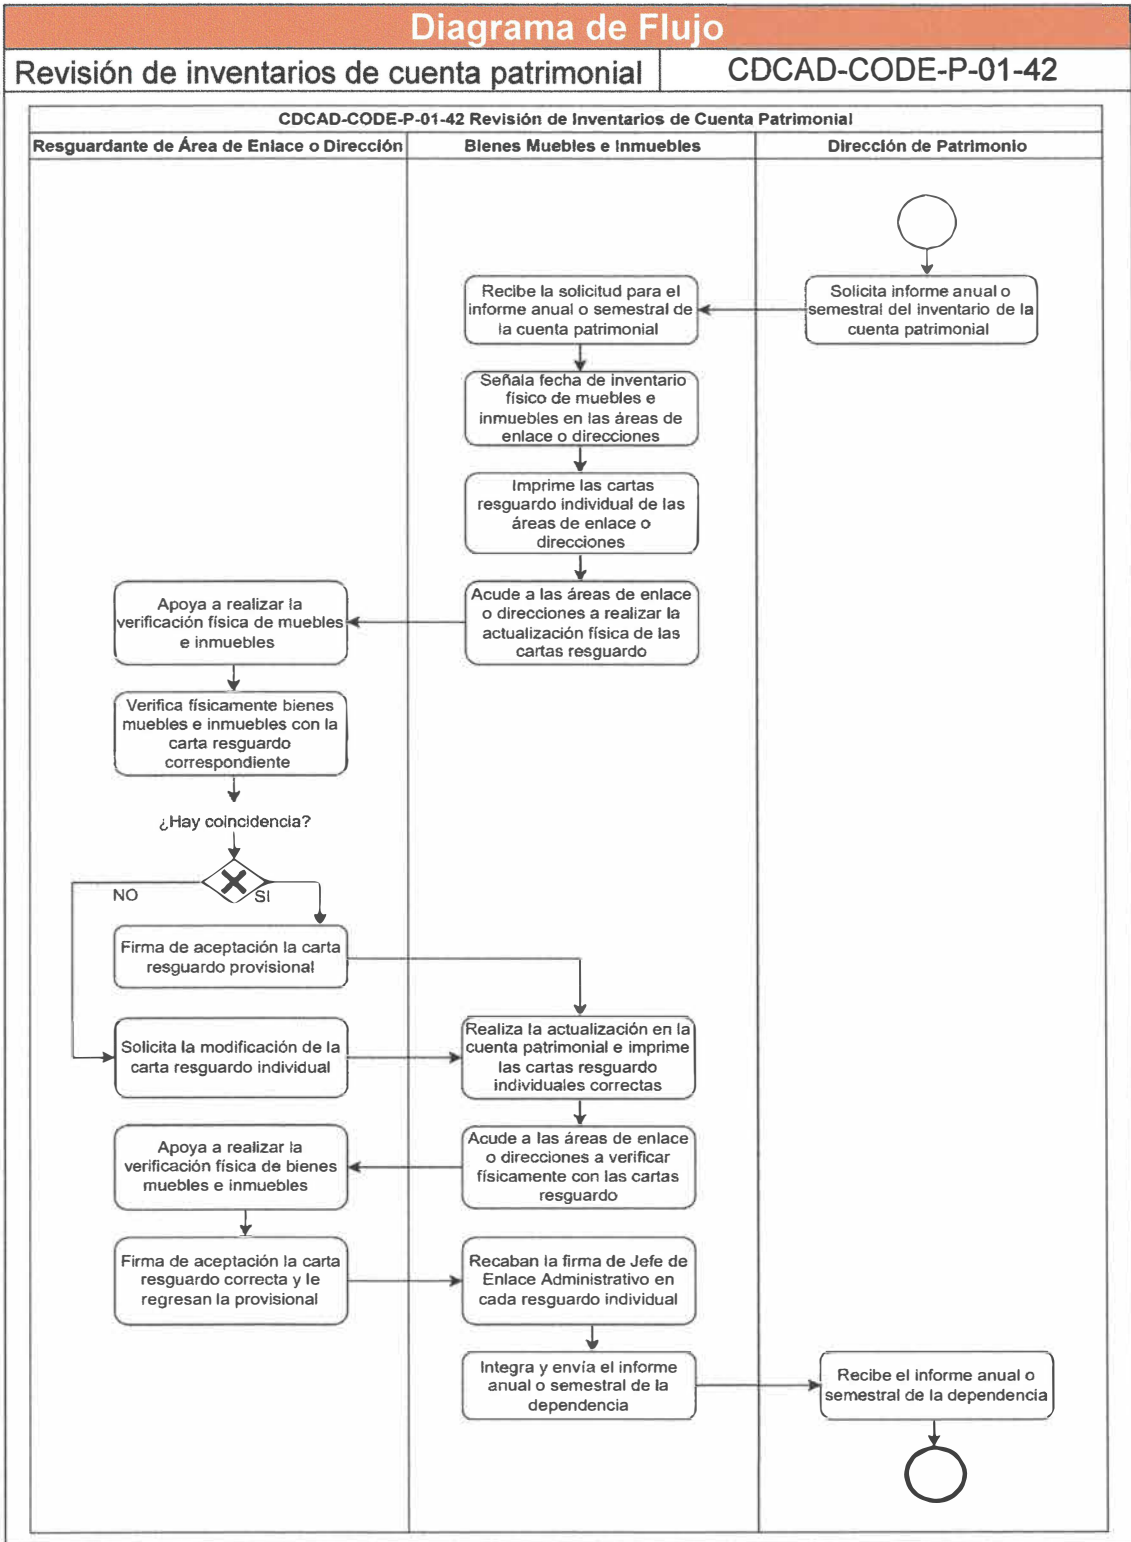 Diagrama de Flujo
Revisión de inventarios de cuenta patrimonial
CDCAD-CODE-P-01-42
CDCAD-CODE-P-01-42 Revisión de Inventarios de Cuenta Patrimonial
Resguardante de Área de Enlace o Dirección
Bienes Muebles e Inmuebles
Dirección de Patrimonio
Solicita informe anual o
semestral del inventario de la
cuenta patrimonial
Recibe la solicitud para el
informe anual o semestral de
la cuenta patrimonial
Señala fecha de inventario
físico de muebles e
inmuebles en las áreas de
enlace o direcciones
Imprime las cartas
resguardo individual de las
áreas de enlace o
direcciones
Acude a las áreas de enlace
o direcciones a realizar la
actualización física de las
cartas resguardo
Apoya a realizar la
verificación física de muebles
e inmuebles
Verifica físicamente bienes
muebles e inmuebles con la
carta resguardo
correspondiente
¿Hay coincidencia?
NO
SI
Firma de aceptación la carta
resguardo provisional
Solicita la modificación de la
carta resguardo individual
Realiza la actualización en la
cuenta patrimonial e imprime
las cartas resguardo
individuales correctas
Acude a las áreas de enlace
o direcciones a verificar
físicamente con las cartas
resguardo
Apoya a realizar la
verificación física de bienes
muebles e inmuebles
Firma de aceptación la carta
resguardo correcta y le
regresan la provisional
Recaban la firma de Jefe de
Enlace Administrativo en
cada resguardo individual
Integra y envía el informe
anual o semestral de la
dependencia
Recibe el informe anual o
semestral de la dependencia